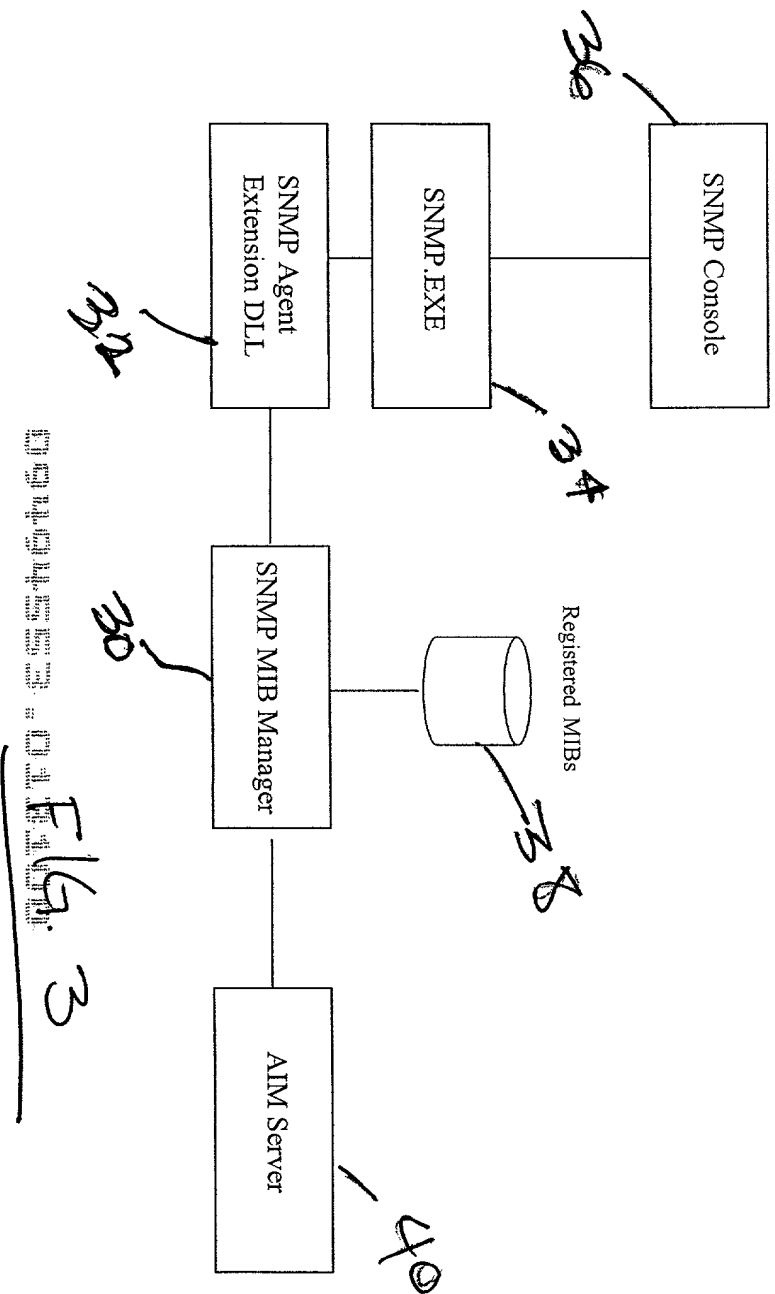 SNMP Console
36
34
Registered MIBs
38
SNMP.EXE
40
SNMP Agent
Extension DLL
SNMP MIB Manager
AIM Server
32
30
09494553
FIG. 3